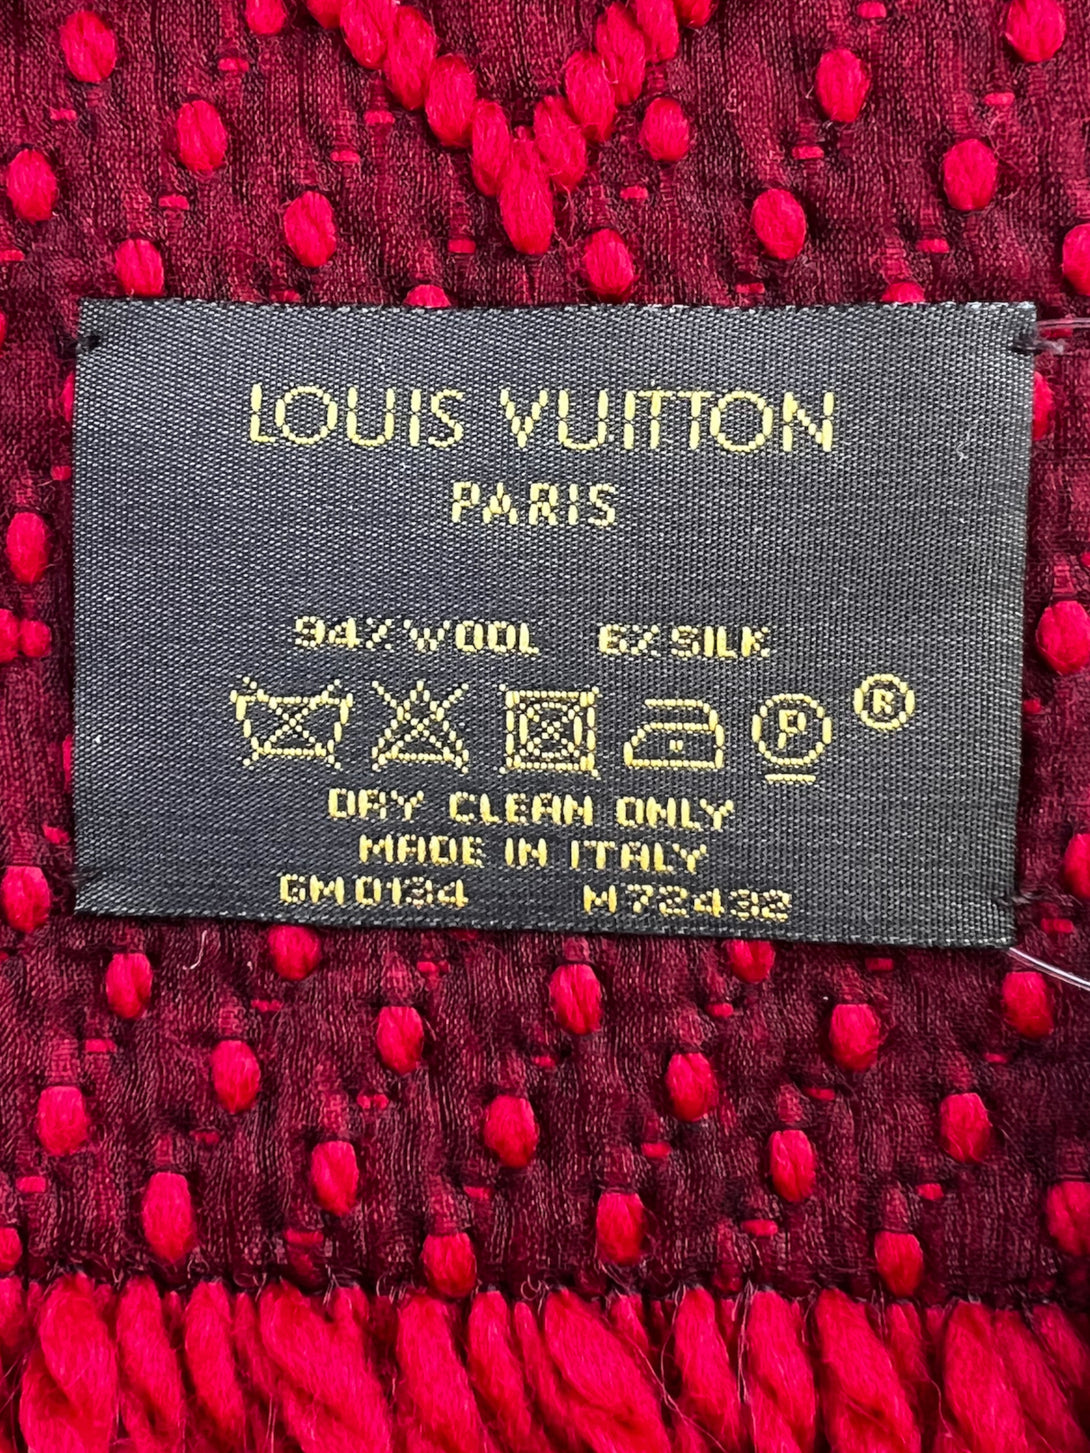 LOUIS VUITTON
PARIS
94% WOOL 6% SILK
P ®
DRY CLEAN ONLY
MADE IN ITALY
GM0134 M72432